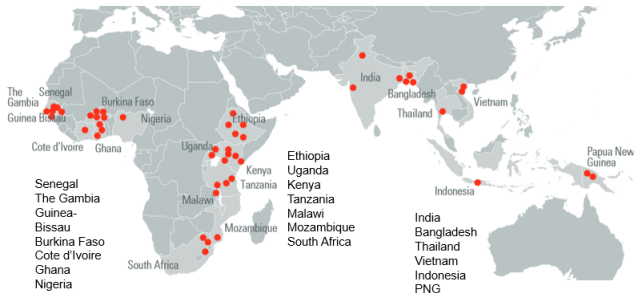 The Gambia
Senegal
Guinea Bissau
Burkina Faso
Nigeria
Cote d'Ivoire
Ghana
Ethiopia
Uganda
Kenya
Tanzania
Malawi
Mozambique
South Africa
India
Bangladesh
Thailand
Vietnam
Indonesia
Papua New
Guinea
Senegal
The Gambia
Guinea-
Bissau
Burkina Faso
Cote d'Ivoire
Ghana
Nigeria
Ethiopia
Uganda
Kenya
Tanzania
Malawi
Mozambique
South Africa
India
Bangladesh
Thailand
Vietnam
Indonesia
PNG